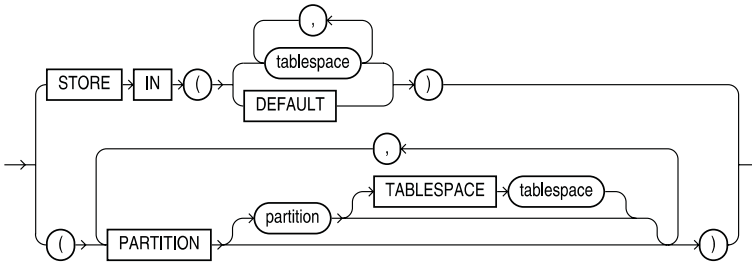 ,
tablespace
STORE IN ( )
DEFAULT
,
TABLESPACE tablespace
partition
( PARTITION )